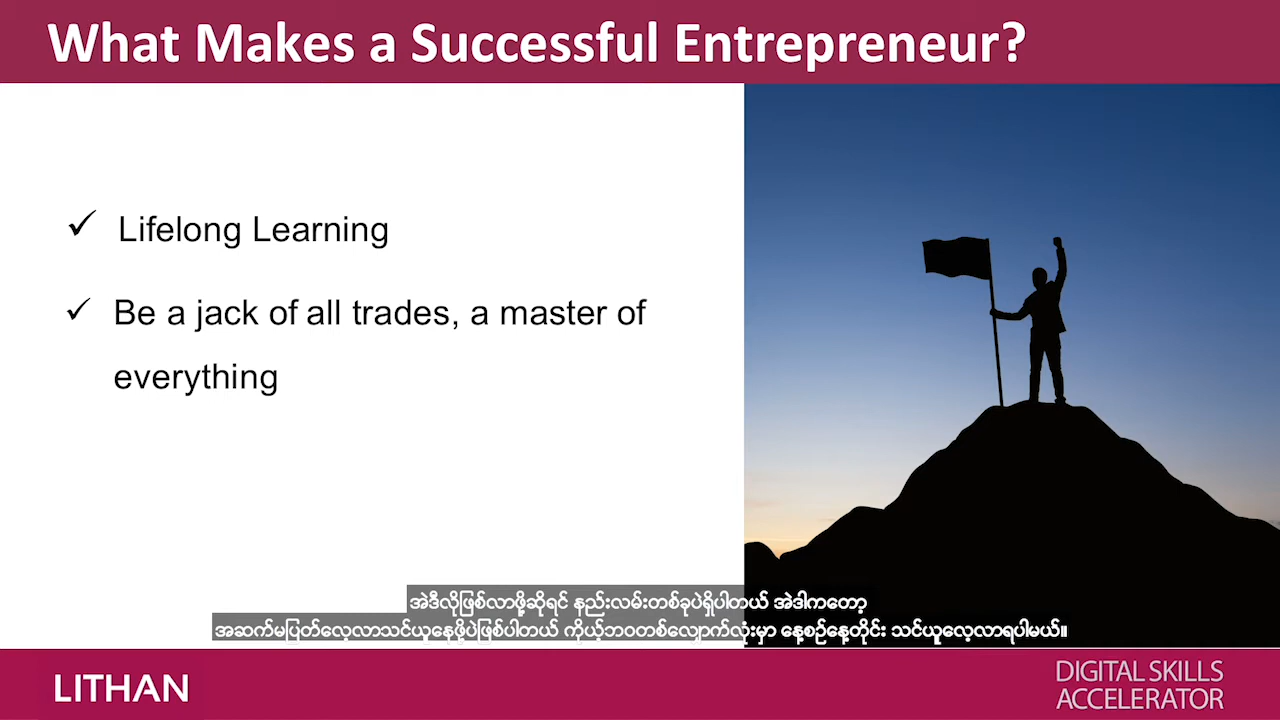 What Makes a Successful Entrepreneur?
✓ Lifelong Learning
✓ Be a jack of all trades, a master of
everything
အဲဒီလိုဖြစ်လာဖို့ဆိုရင် နည်းလမ်းတစ်ခုပဲရှိပါတယ် အဲဒါကတော့
အဆက်မပြတ်လေ့လာသင်ယူနေဖို့ပဲဖြစ်ပါတယ် ကိုယ့်ဘဝတစ်လျှောက်လုံးမှာ နေ့စဉ်နေ့တိုင်း သင်ယူလေ့လာရပါမယ်။
LITHAN
DIGITAL SKILLS
ACCELERATOR